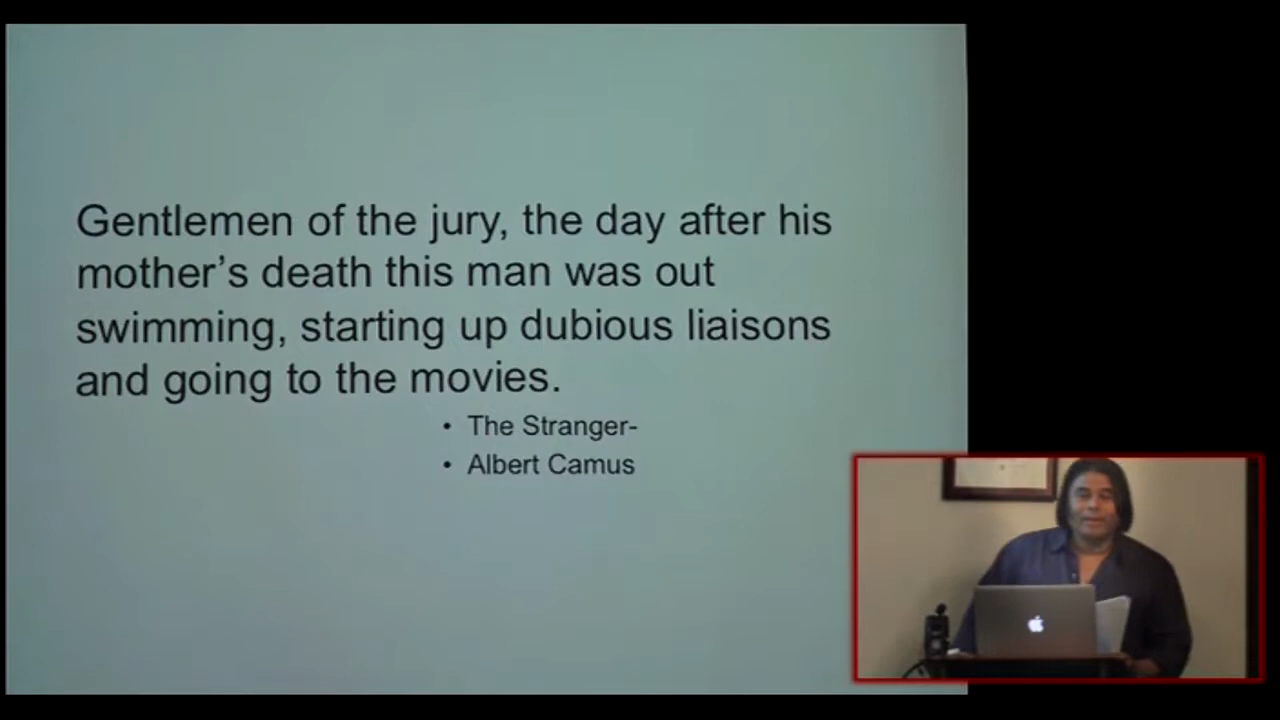 Gentlemen of the jury, the day after his
mother’s death this man was out
swimming, starting up dubious liaisons
and going to the movies.
• The Stranger-
• Albert Camus